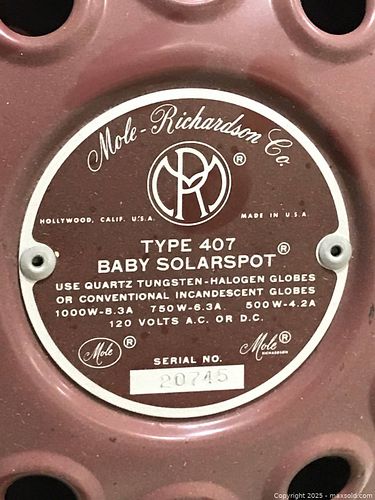 Mole-Richardson Co.
MR ®
HOLLYWOOD, CALIF. U.S.A. MADE IN U.S.A.
TYPE 407
BABY SOLARSPOT ®
USE QUARTZ TUNGSTEN-HALOGEN GLOBES
OR CONVENTIONAL INCANDESCENT GLOBES
1000W-8.3A 750W-6.3A 500W-4.2A
120 VOLTS A.C. OR D.C.
Mole ® Mole ®
RICHARDSON
SERIAL NO.
20745
Copyright © 2025 - maxsold.com